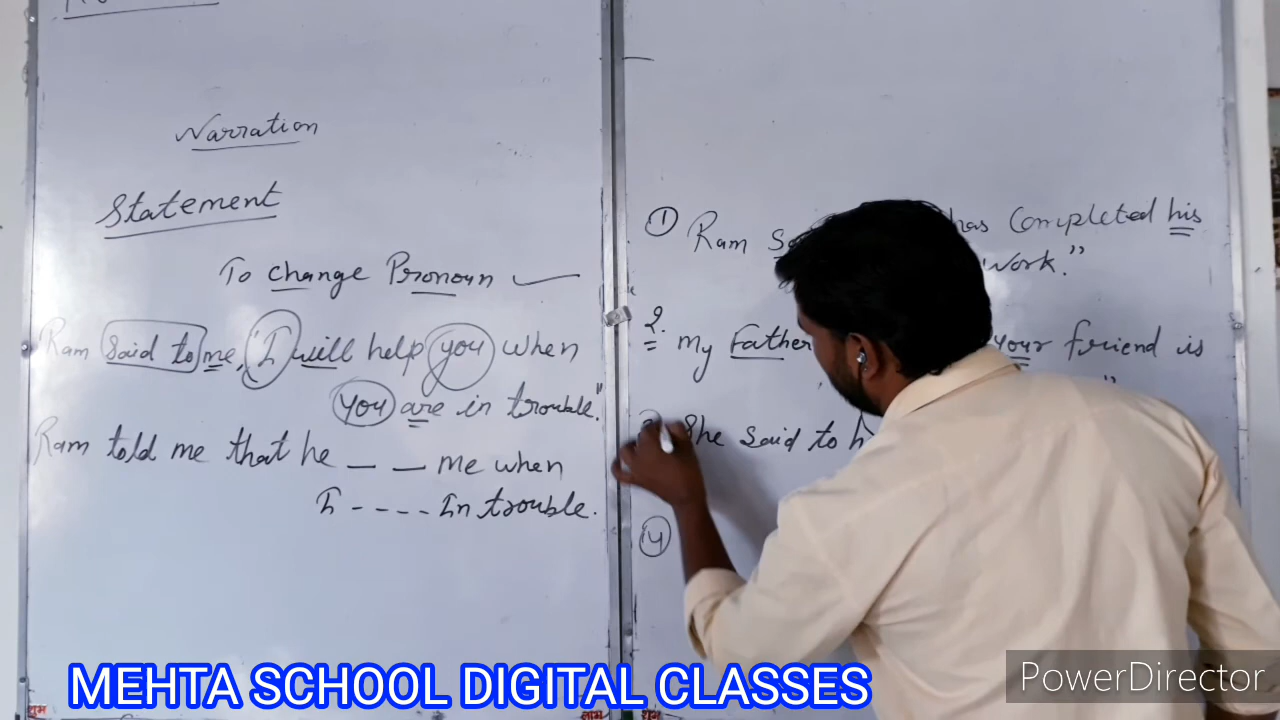 Narration
Statement
To change Pronoun
Ram Said to me, "I will help you when
you are in trouble."
Ram told me that he _ _ me when
I - - - - In trouble.
① Ram has Completed his
Work."
2. my Father your friend is
"
She Said to
④
MEHTA SCHOOL DIGITAL CLASSES
PowerDirector
शुभ
लाभ
शुभ